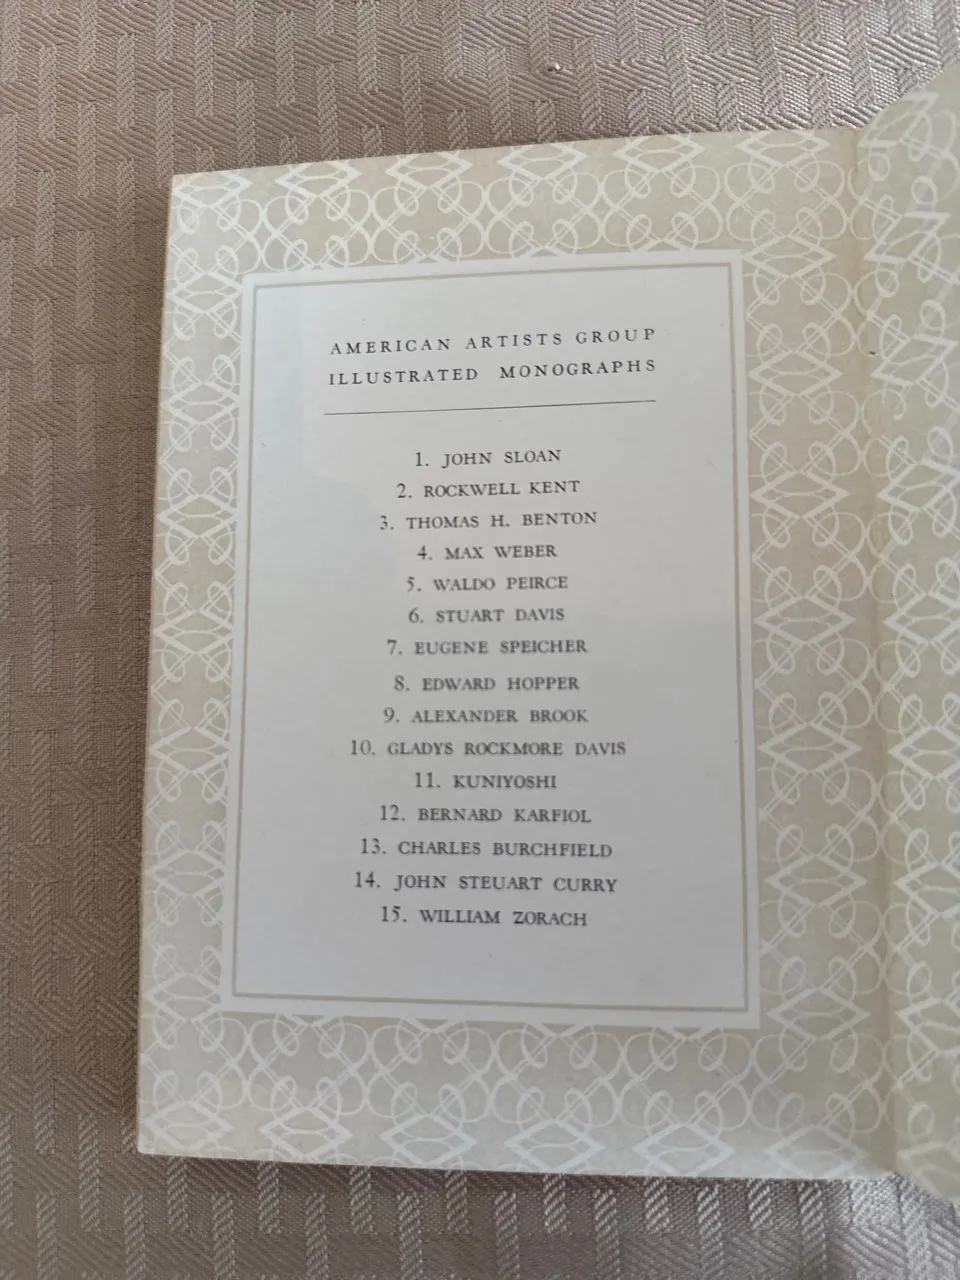 AMERICAN ARTISTS GROUP
ILLUSTRATED MONOGRAPHS
1. JOHN SLOAN
2. ROCKWELL KENT
3. THOMAS H. BENTON
4. MAX WEBER
5. WALDO PEIRCE
6. STUART DAVIS
7. EUGENE SPEICHER
8. EDWARD HOPPER
9. ALEXANDER BROOK
10. GLADYS ROCKMORE DAVIS
11. KUNIYOSHI
12. BERNARD KARFIOL
13. CHARLES BURCHFIELD
14. JOHN STEUART CURRY
15. WILLIAM ZORACH